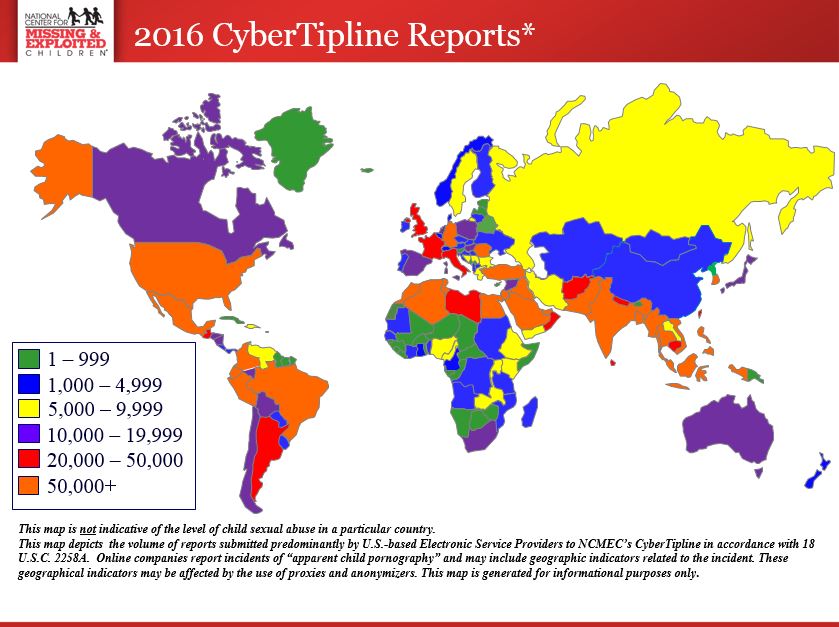 NATIONAL
CENTER FOR
MISSING &
EXPLOITED
CHILDREN®
2016 CyberTipline Reports*
1 – 999
1,000 – 4,999
5,000 – 9,999
10,000 – 19,999
20,000 – 50,000
50,000+
This map is not indicative of the level of child sexual abuse in a particular country.
This map depicts the volume of reports submitted predominantly by U.S.-based Electronic Service Providers to NCMEC's CyberTipline in accordance with 18
U.S.C. 2258A. Online companies report incidents of "apparent child pornography" and may include geographic indicators related to the incident. These
geographical indicators may be affected by the use of proxies and anonymizers. This map is generated for informational purposes only.